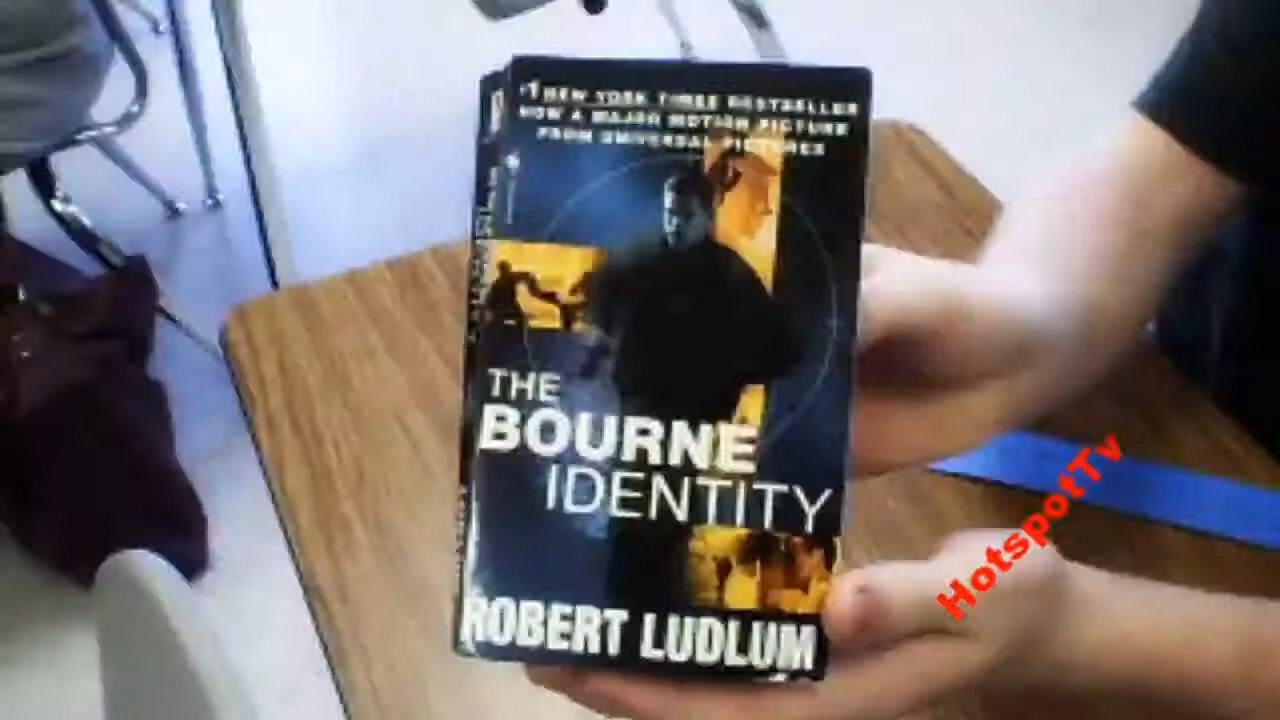 #1 NEW YORK TIMES BESTSELLER
NOW A MAJOR MOTION PICTURE
FROM UNIVERSAL PICTURES
THE
BOURNE
IDENTITY
ROBERT LUDLUM
HotspotTv